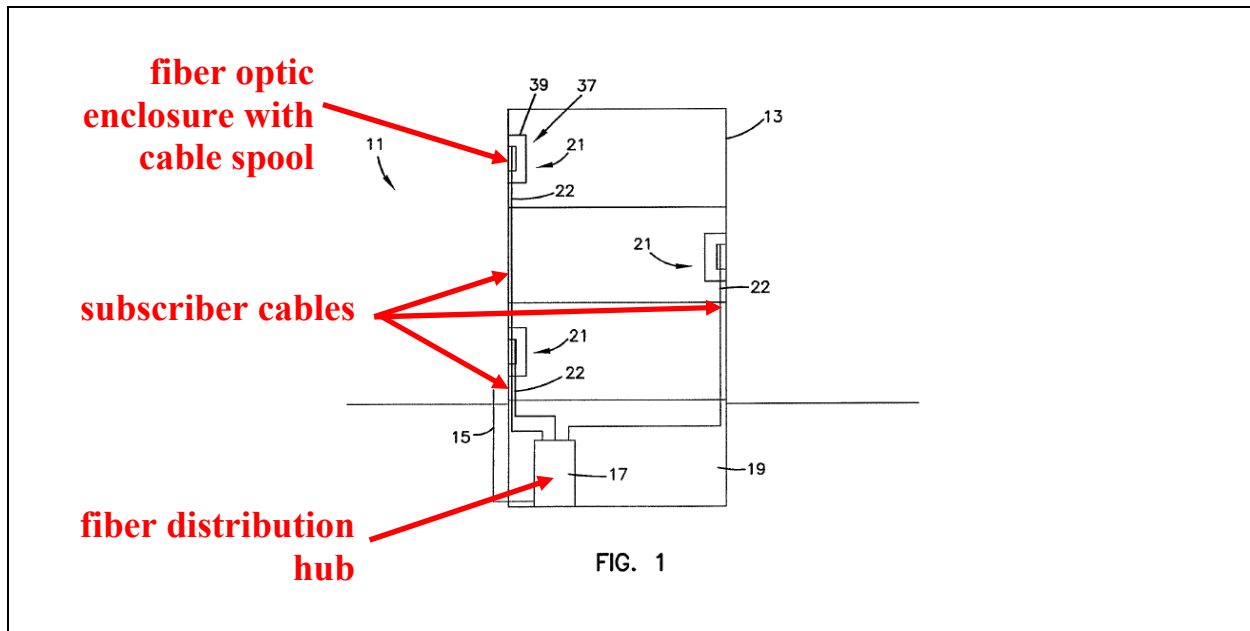 fiber optic
enclosure with
cable spool
39
37
13
11
21
22
21
22
subscriber cables
21
22
15
17
19
fiber distribution
hub
FIG. 1